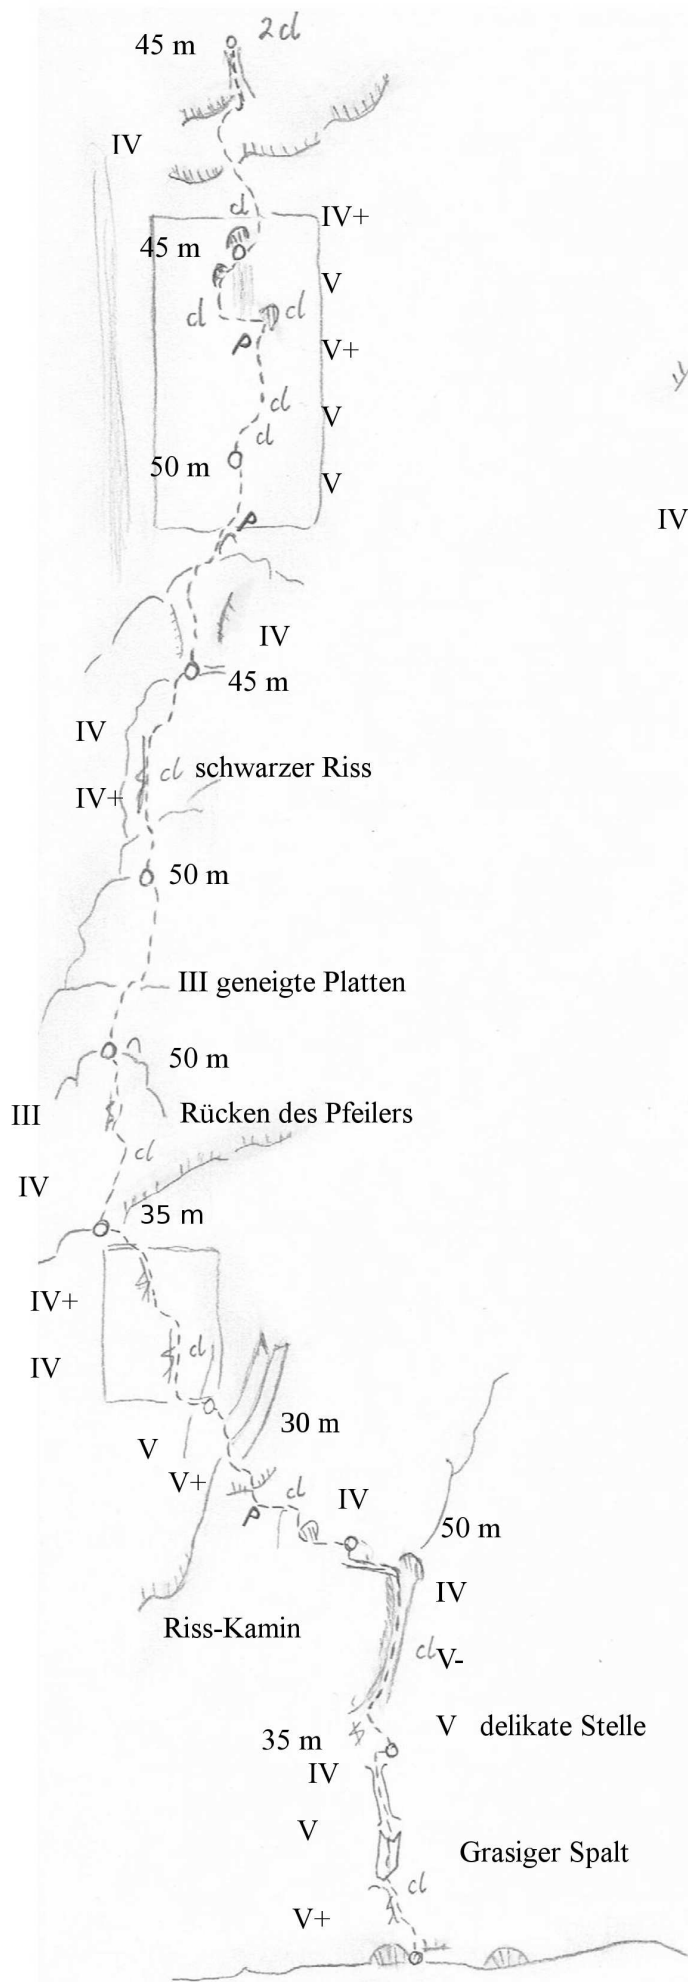 45 m 2cl
IV
cl IV+
45 m
V
cl cl
P V+
cl
V
cl
50 m
V
P
IV
IV
45 m
IV
cl schwarzer Riss
IV+
50 m
III geneigte Platten
50 m
III Rücken des Pfeilers
cl
IV
35 m
IV+
cl
IV
30 m
V
V+
cl IV
P
50 m
IV
Riss-Kamin
cl V-
V delikate Stelle
35 m
IV
V
Grasiger Spalt
cl
V+